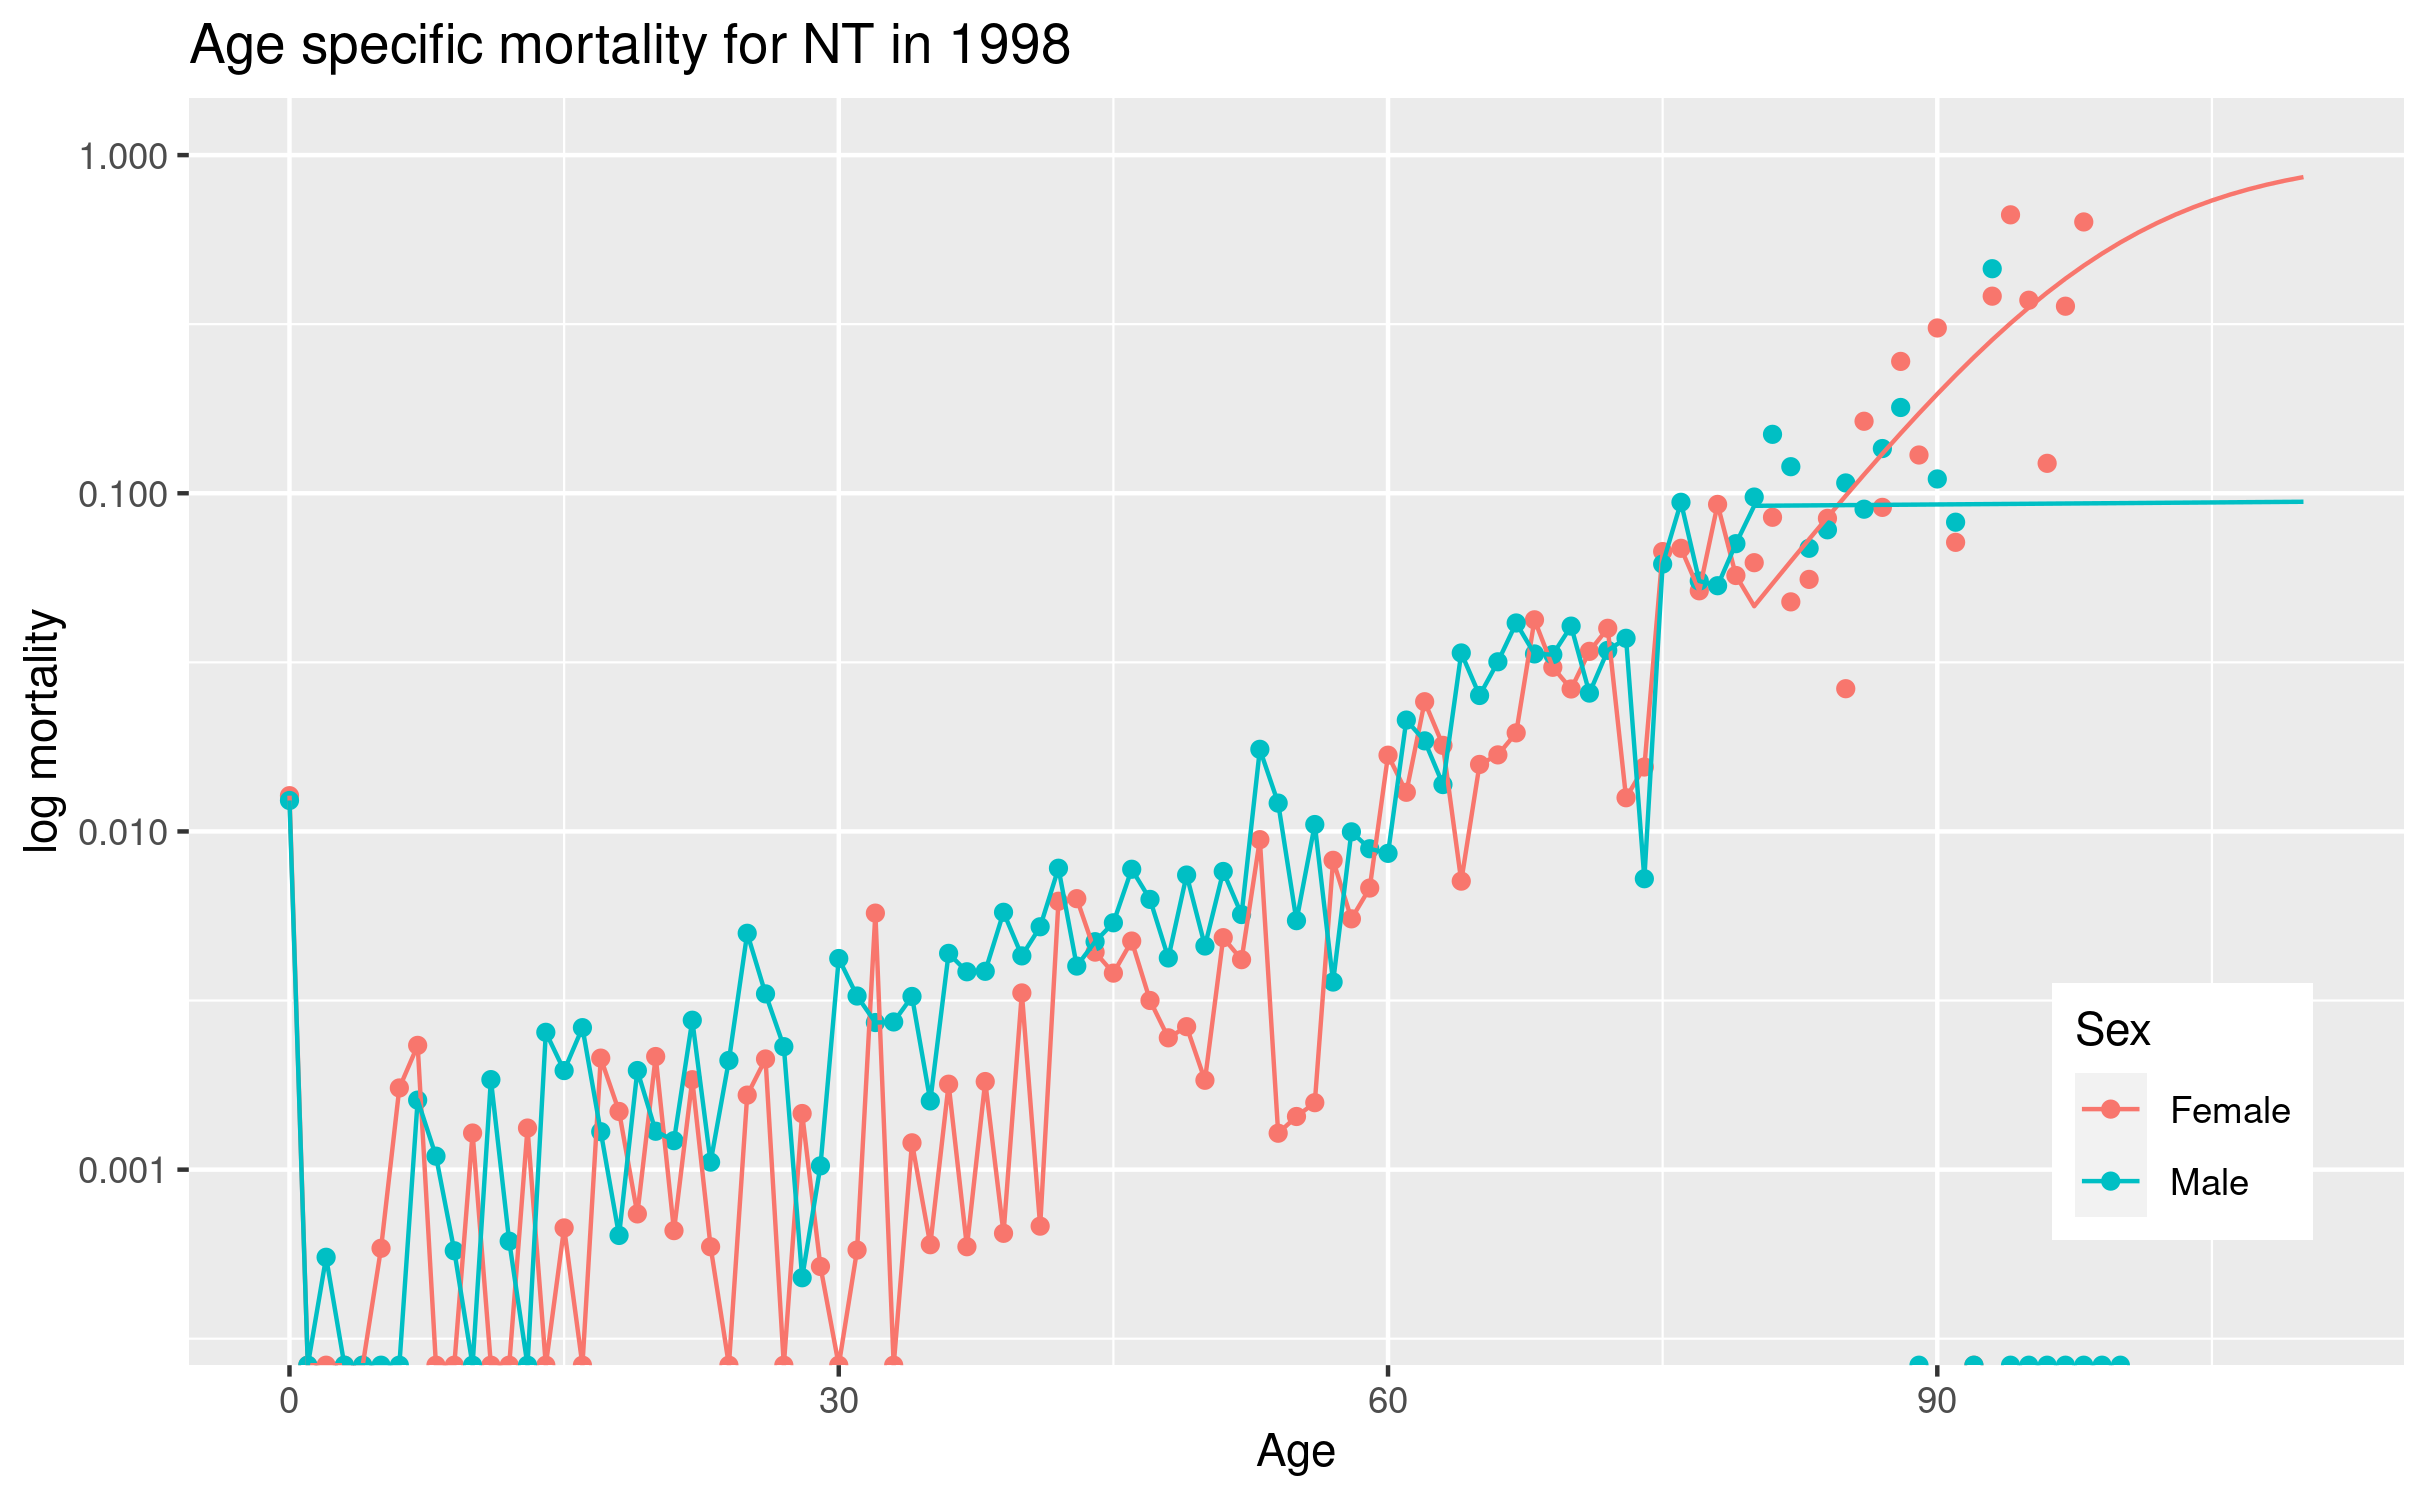 Age specific mortality for NT in 1998
log mortality
1.000
0.100
0.010
0.001
0
30
60
90
Age
Sex
Female
Male